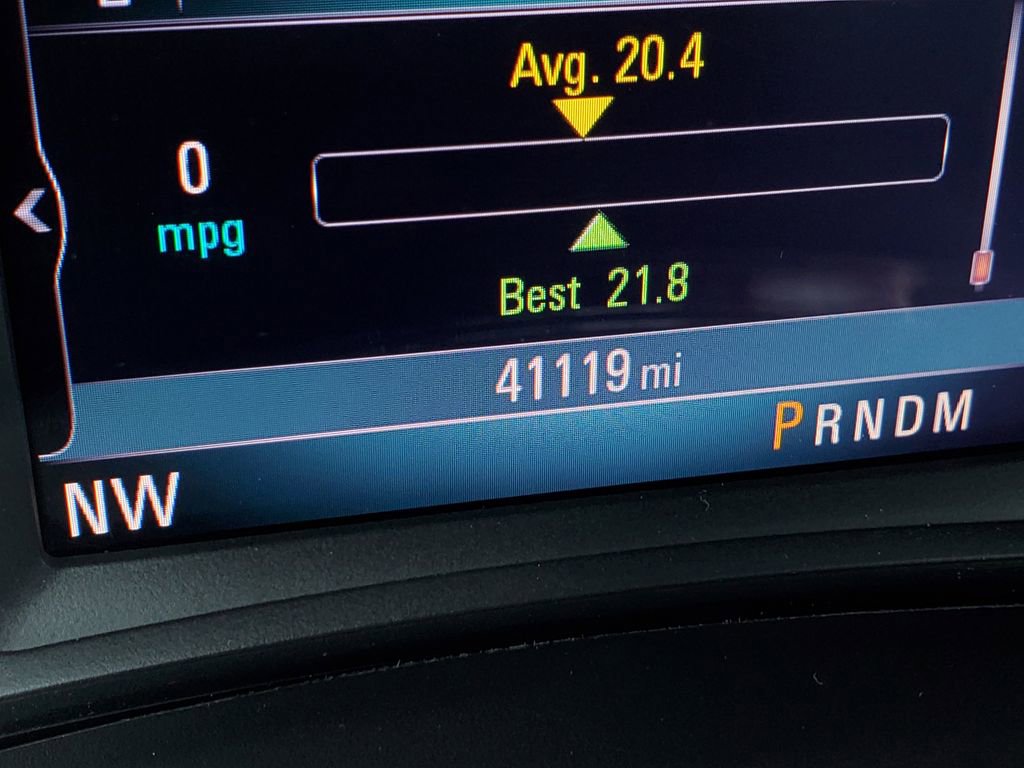 Avg. 20.4
0
mpg
Best 21.8
41119 mi
PRNDM
NW